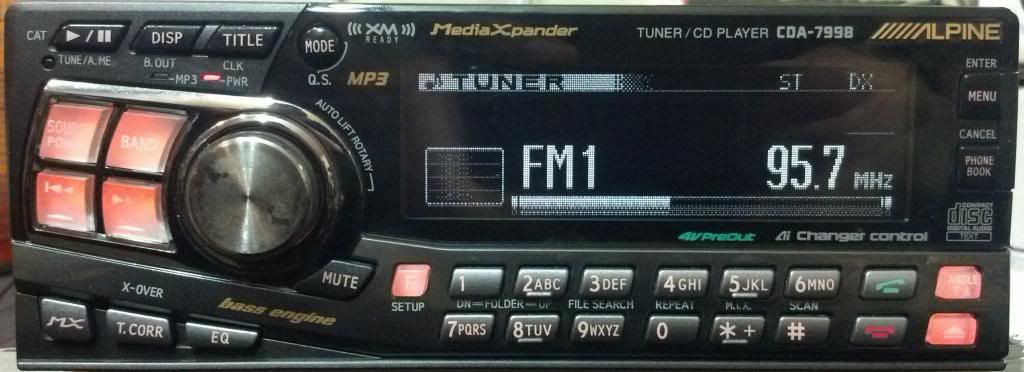 CAT ▶/II DISP TITLE MODE
((( XM )))
READY
MediaXpander
TUNER / CD PLAYER CDA-7998 ALPINE
TUNE/A.ME. B.OUT CLK
MP3 PWR
Q.S.
MP3
AUTO LIFT ROTARY
TUNER ST DX
ENTER
MENU
CANCEL
PHONE BOOK
SOURCE
POWER
BAND
FM1 95.7 MHz
COMPACT
disc
DIGITAL AUDIO
TEXT
4VPreOut Ai Changer control
MUTE
SETUP
1 2ABC 3DEF 4GHI 5JKL 6MNO ANGLE
DN FOLDER UP FILE SEARCH REPEAT M.I.X. SCAN
7PQRS 8TUV 9WXYZ 0 *+ #
X-OVER
bass engine
MX T.CORR EQ